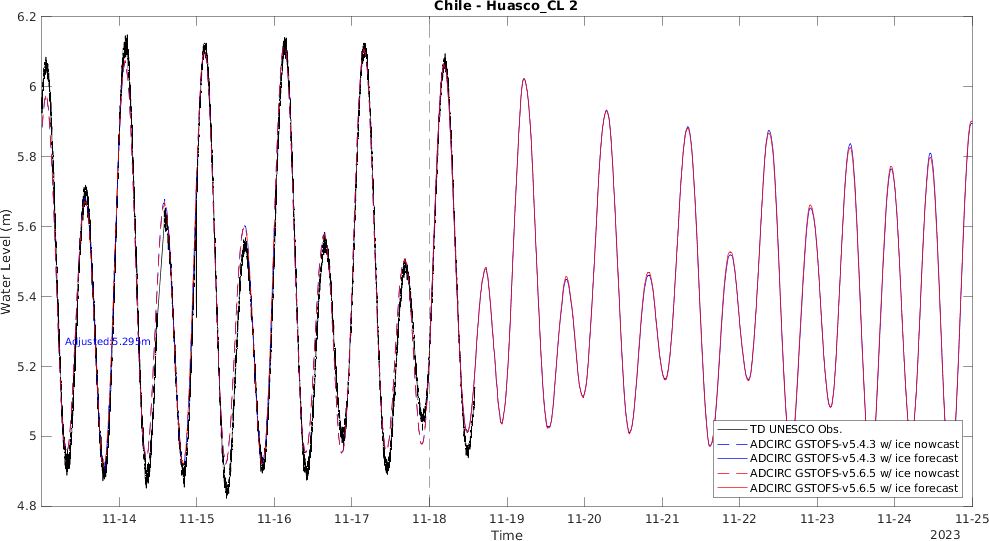 Chile - Huasco_CL 2
6.2
6
5.8
5.6
5.4
5.2
5
4.8
Water Level (m)
Adjusted:5.295m
TD UNESCO Obs.
ADCIRC GSTOFS-v5.4.3 w/ ice nowcast
ADCIRC GSTOFS-v5.4.3 w/ ice forecast
ADCIRC GSTOFS-v5.6.5 w/ ice nowcast
ADCIRC GSTOFS-v5.6.5 w/ ice forecast
11-14 11-15 11-16 11-17 11-18 11-19 11-20 11-21 11-22 11-23 11-24 11-25
Time
2023